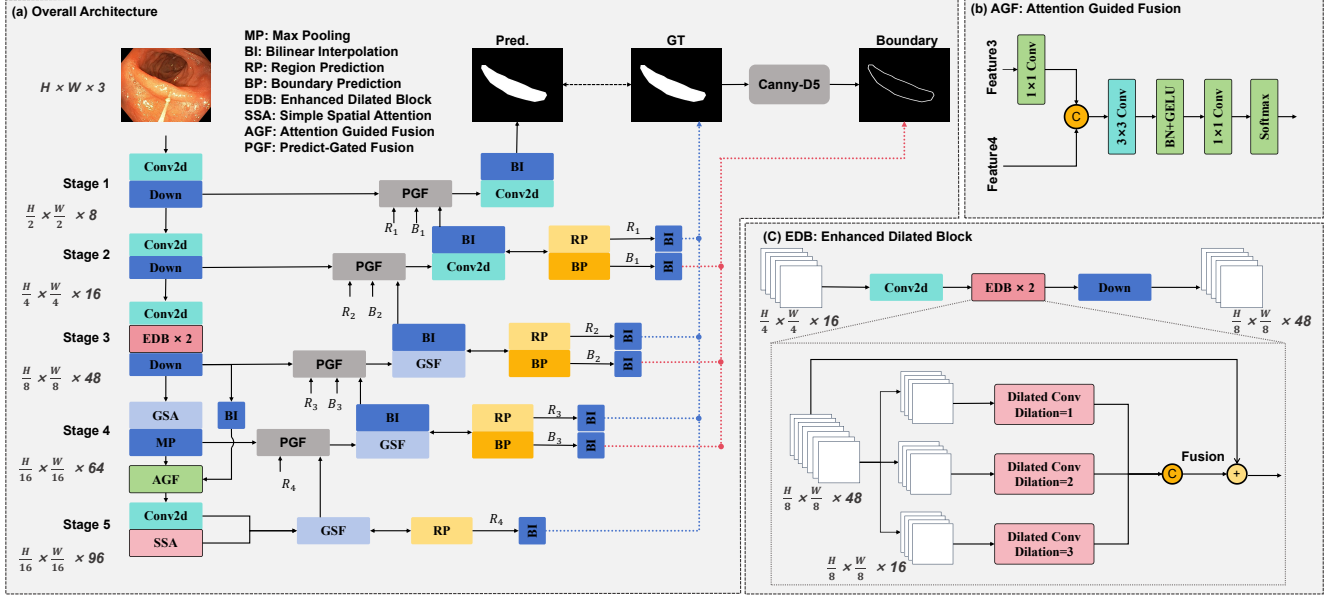 (a) Overall Architecture
H × W × 3
MP: Max Pooling
BI: Bilinear Interpolation
RP: Region Prediction
BP: Boundary Prediction
EDB: Enhanced Dilated Block
SSA: Simple Spatial Attention
AGF: Attention Guided Fusion
PGF: Predict-Gated Fusion
Pred.
GT
Boundary
Canny-D5
Stage 1
Conv2d
Down
H/2 × W/2 × 8
PGF
R₁
B₁
BI
Conv2d
Stage 2
Conv2d
Down
H/4 × W/4 × 16
PGF
R₂
B₂
BI
Conv2d
RP
BP
R₁
B₁
BI
BI
Stage 3
Conv2d
EDB × 2
Down
H/8 × W/8 × 48
PGF
R₃
B₃
BI
GSF
RP
BP
R₂
B₂
BI
BI
Stage 4
GSA
BI
MP
AGF
H/16 × W/16 × 64
PGF
R₄
BI
GSF
RP
BP
R₃
B₃
BI
BI
Stage 5
Conv2d
SSA
H/16 × W/16 × 96
GSF
RP
R₄
BI
(b) AGF: Attention Guided Fusion
Feature3
Feature4
1×1 Conv
C
3×3 Conv
BN+GELU
1×1 Conv
Softmax
(C) EDB: Enhanced Dilated Block
H/4 × W/4 × 16
Conv2d
EDB × 2
Down
H/8 × W/8 × 48
H/8 × W/8 × 48
H/8 × W/8 × 16
Dilated Conv
Dilation=1
Dilated Conv
Dilation=2
Dilated Conv
Dilation=3
C
Fusion
+